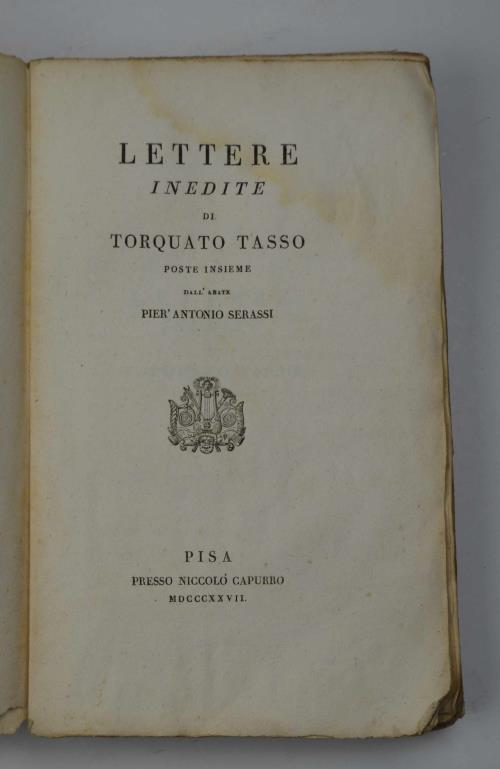 LETTERE
INEDITE
DI
TORQUATO TASSO
POSTE INSIEME
DALL' ABATE
PIER' ANTONIO SERASSI
PISA
PRESSO NICCOLÒ CAPURRO
MDCCCXXVII.